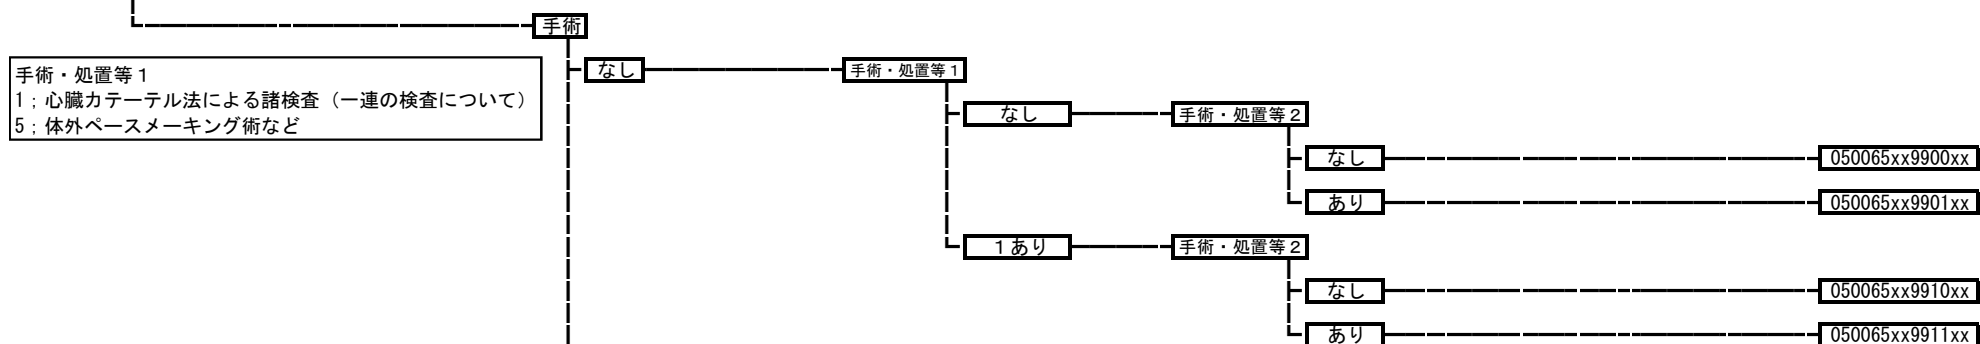 手術
手術・処置等1
1;心臓カテーテル法による諸検査(一連の検査について)
5;体外ペースメーキング術など
なし
手術・処置等1
なし
手術・処置等2
なし
050065xx9900xx
あり
050065xx9901xx
1あり
手術・処置等2
なし
050065xx9910xx
あり
050065xx9911xx